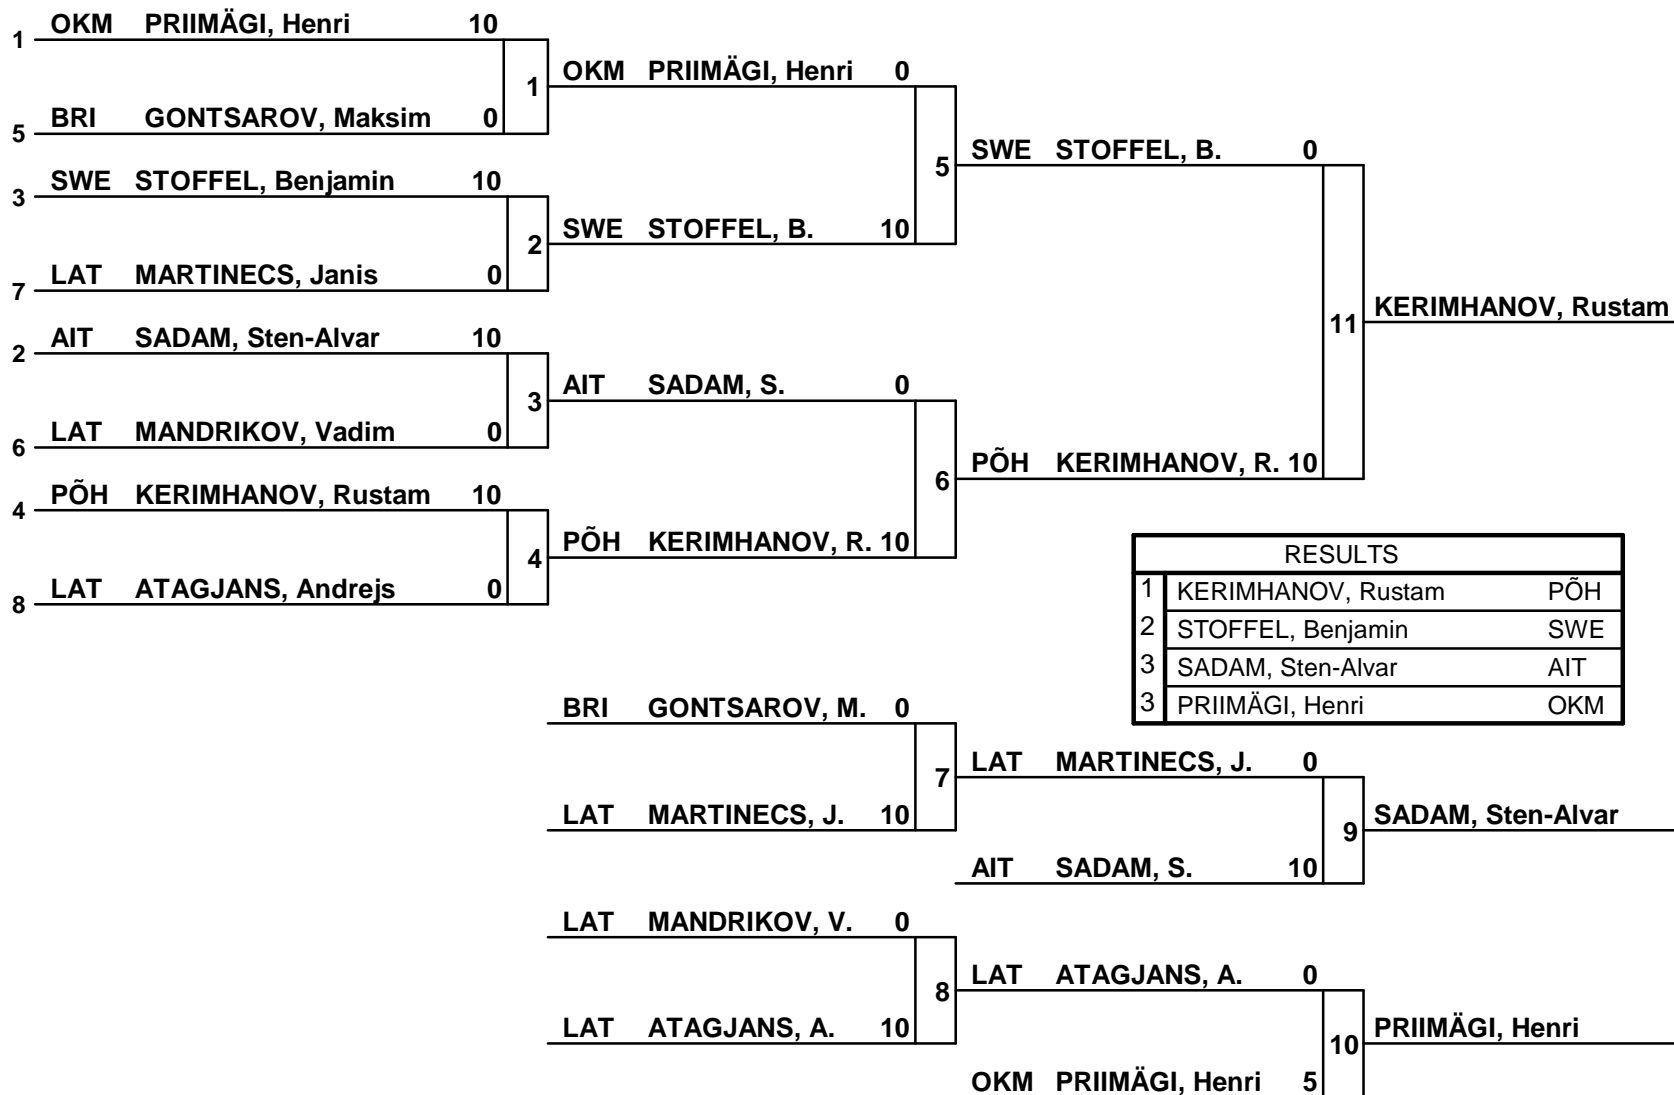 1 OKM PRIIMÄGI, Henri 10
5 BRI GONTSAROV, Maksim 0
1
3 SWE STOFFEL, Benjamin 10
7 LAT MARTINECS, Janis 0
2
2 AIT SADAM, Sten-Alvar 10
6 LAT MANDRIKOV, Vadim 0
3
4 PÕH KERIMHANOV, Rustam 10
8 LAT ATAGJANS, Andrejs 0
4
OKM PRIIMÄGI, Henri 0
SWE STOFFEL, B. 10
5
AIT SADAM, S. 0
PÕH KERIMHANOV, R. 10
6
SWE STOFFEL, B. 0
PÕH KERIMHANOV, R. 10
11
KERIMHANOV, Rustam
RESULTS
1 KERIMHANOV, Rustam PÕH
2 STOFFEL, Benjamin SWE
3 SADAM, Sten-Alvar AIT
3 PRIIMÄGI, Henri OKM
BRI GONTSAROV, M. 0
LAT MARTINECS, J. 10
7
LAT MARTINECS, J. 0
AIT SADAM, S. 10
9
SADAM, Sten-Alvar
LAT MANDRIKOV, V. 0
LAT ATAGJANS, A. 10
8
LAT ATAGJANS, A. 0
OKM PRIIMÄGI, Henri 5
10
PRIIMÄGI, Henri